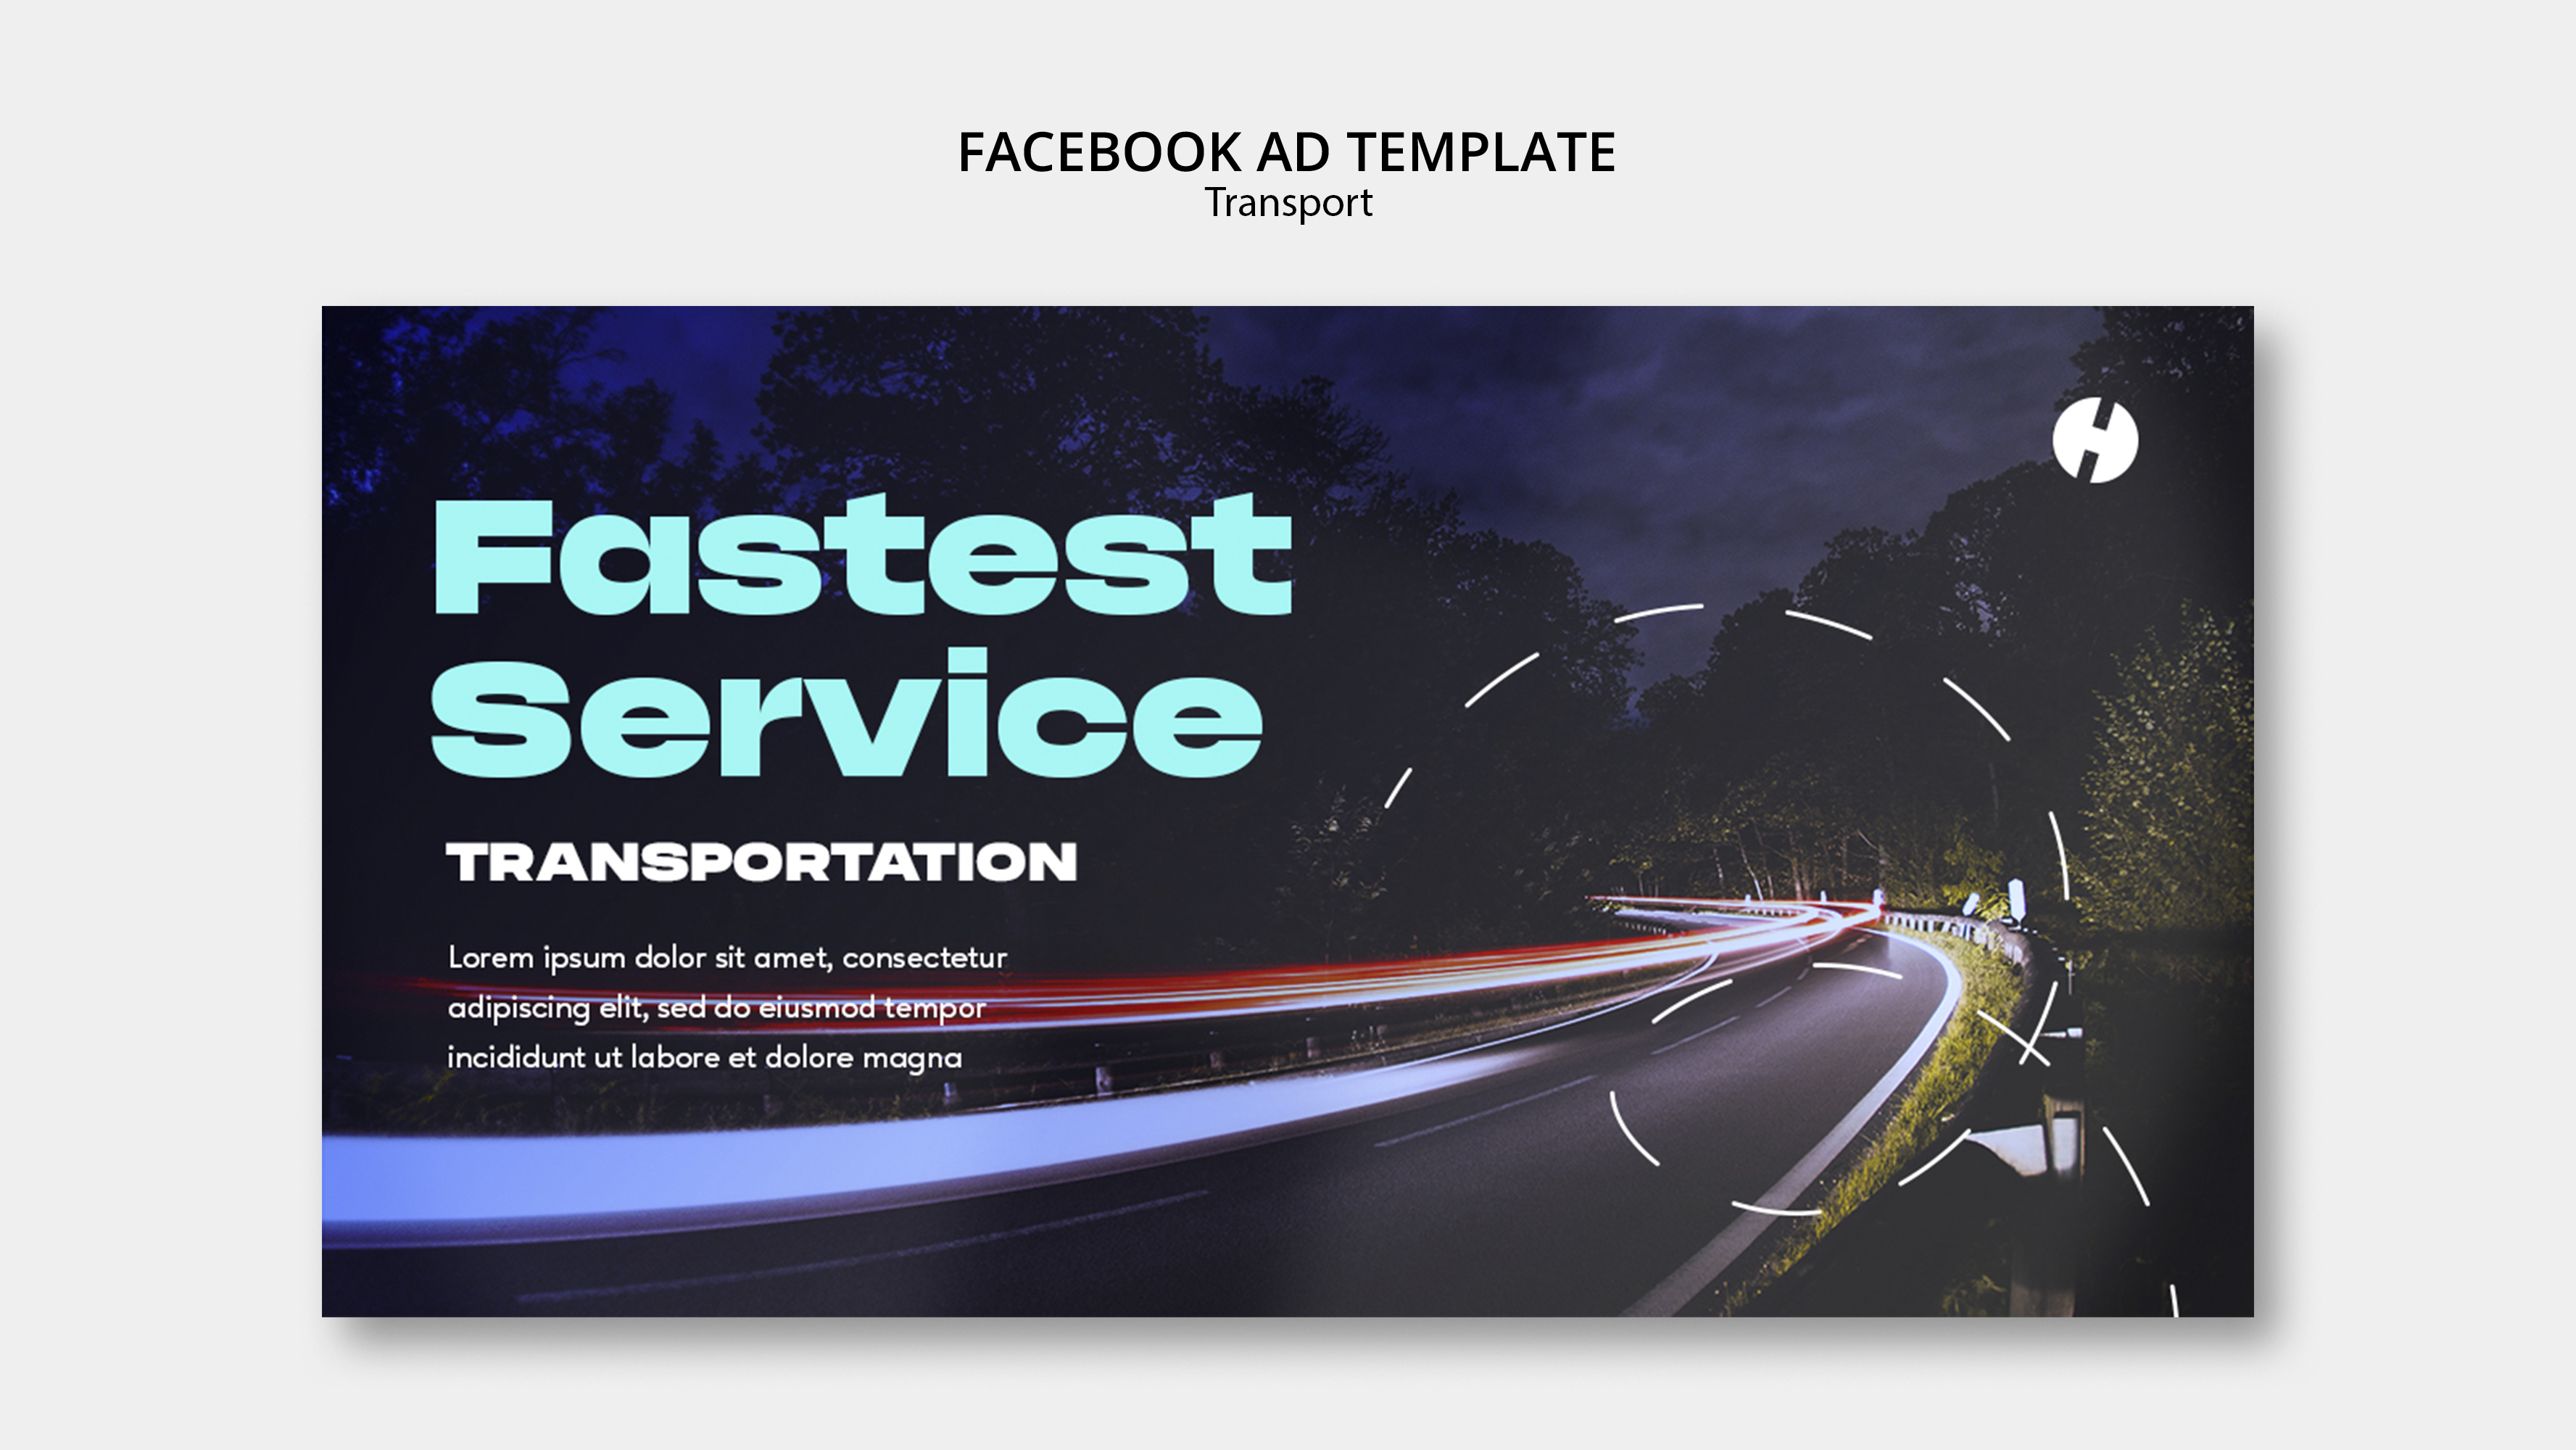 FACEBOOK AD TEMPLATE
Transport
Fastest
Service
TRANSPORTATION
Lorem ipsum dolor sit amet, consectetur
adipiscing elit, sed do eiusmod tempor
incididunt ut labore et dolore magna